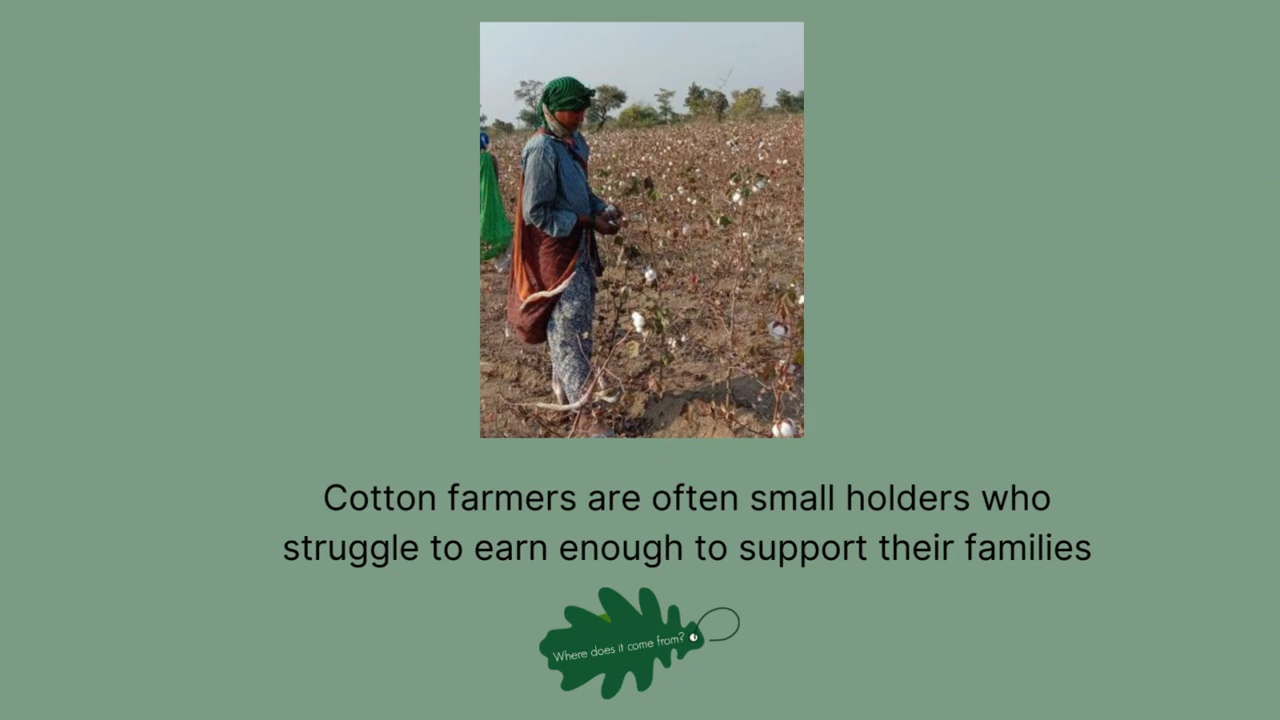 Cotton farmers are often small holders who
struggle to earn enough to support their families
Where does it come from?